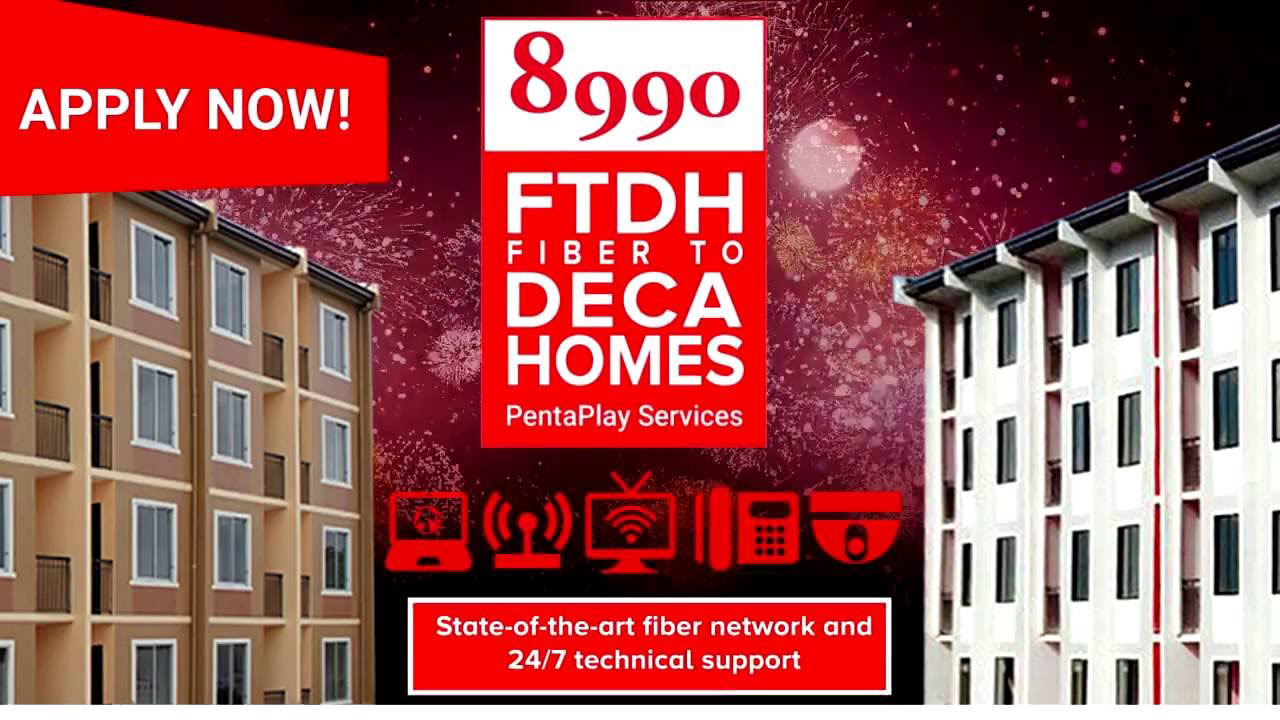 APPLY NOW!
8990
FTDH
FIBER TO
DECA
HOMES
PentaPlay Services
State-of-the-art fiber network and
24/7 technical support